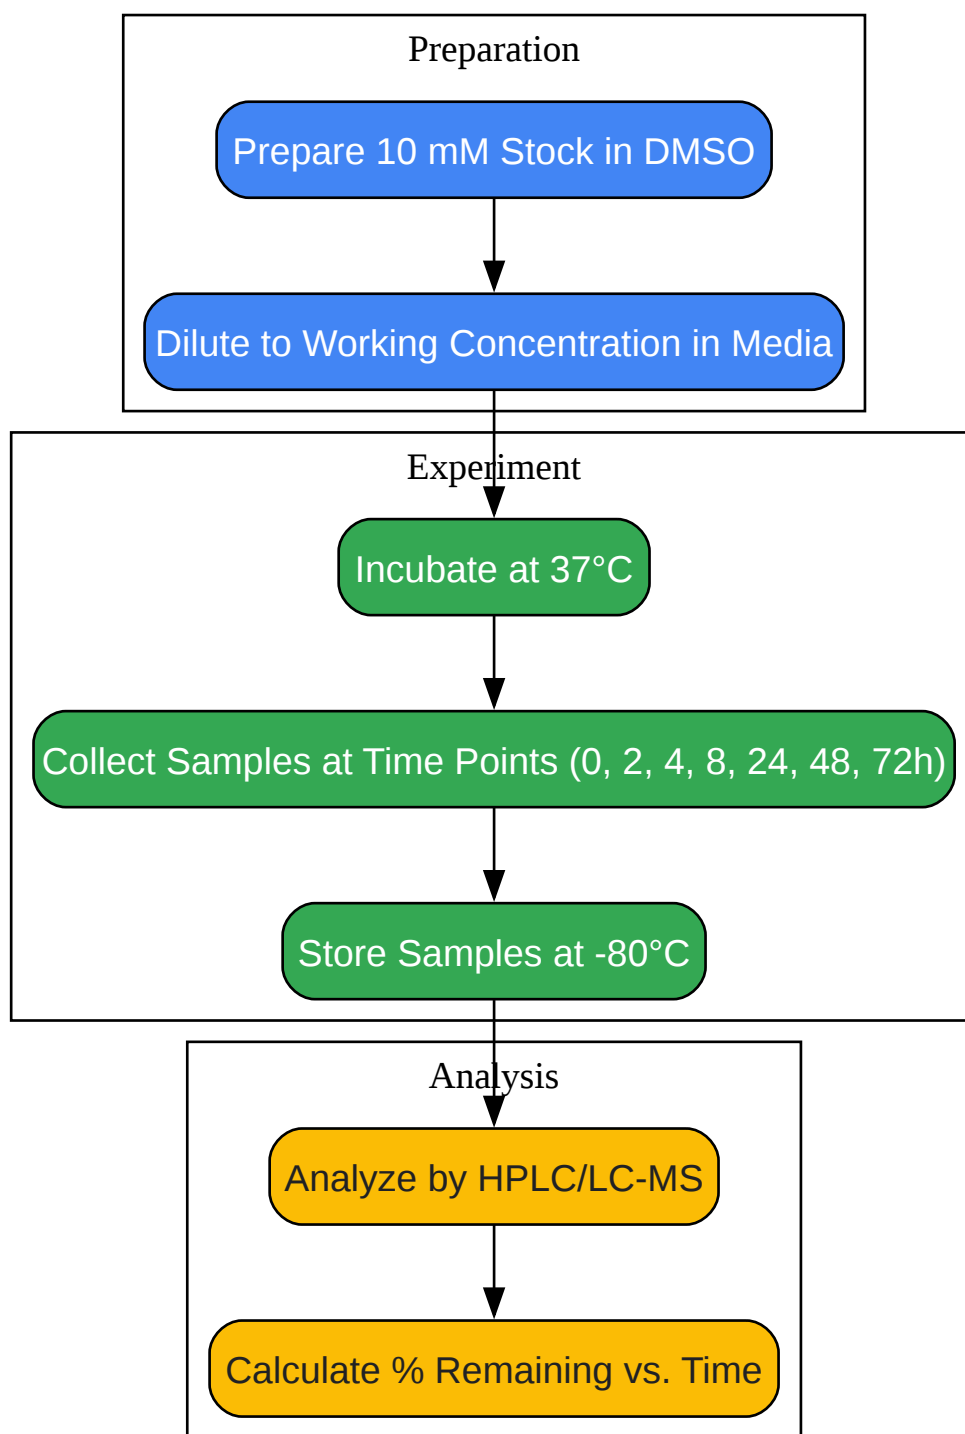 Preparation
Prepare 10 mM Stock in DMSO
Dilute to Working Concentration in Media
Experiment
Incubate at 37°C
Collect Samples at Time Points (0, 2, 4, 8, 24, 48, 72h)
Store Samples at -80°C
Analysis
Analyze by HPLC/LC-MS
Calculate % Remaining vs. Time